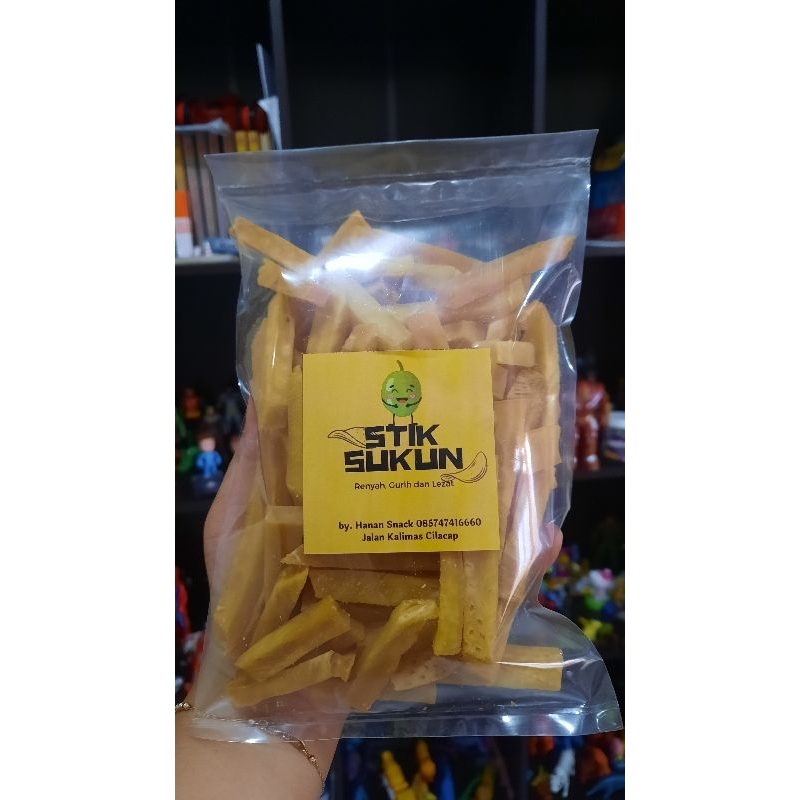 STIK
SUKUN
Renyah, Gurih dan Lezat
by. Hanan Snack 085747416660
Jalan Kalimas Cilacap